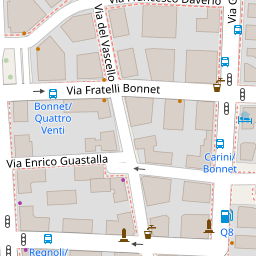 Via Francesco Daverio
Via G
Via del Vascello
Via Fratelli Bonnet
Bonnet/
Quattro
Venti
Via Enrico Guastalla
Carini/
Bonnet
Q8
Regnoli/